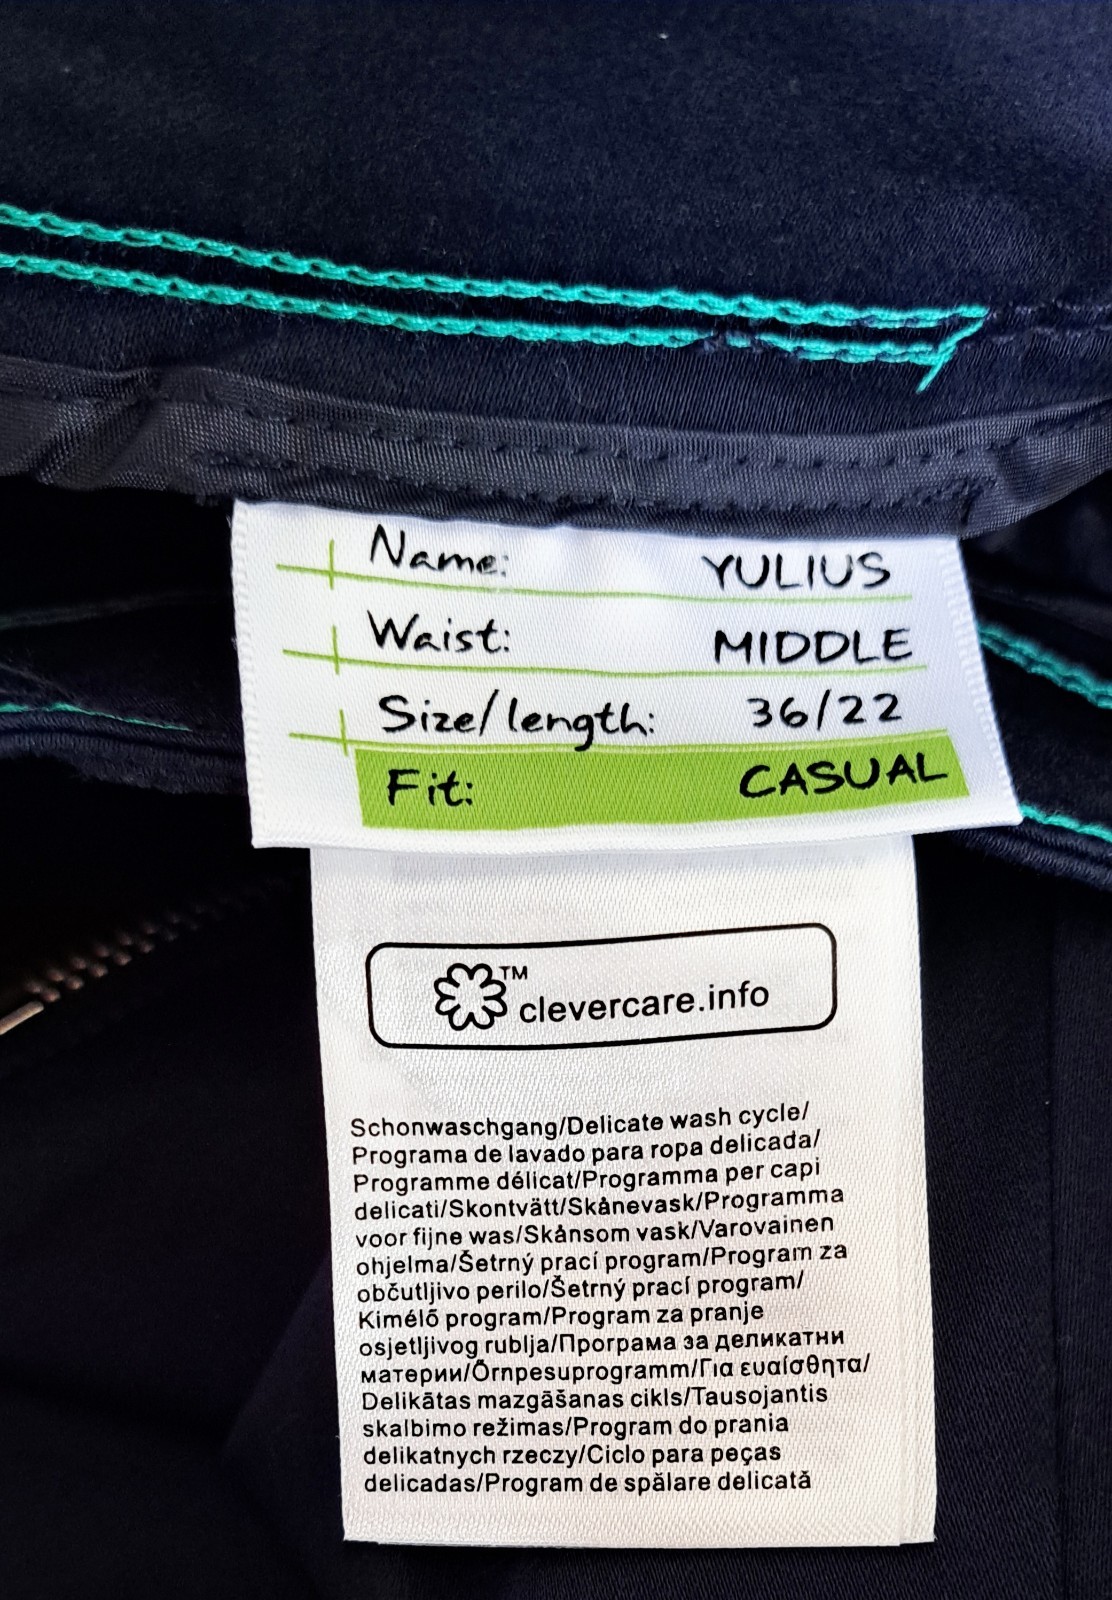 Name: YULIUS
Waist: MIDDLE
Size/length: 36/22
Fit: CASUAL
TM
clevercare.info
Schonwaschgang/Delicate wash cycle/
Programa de lavado para ropa delicada/
Programme délicat/Programma per capi
delicati/Skontvätt/Skånevask/Programma
voor fijne was/Skånsom vask/Varovainen
ohjelma/Šetrný prací program/Program za
občutljivo perilo/Šetrný prací program/
Kimélő program/Program za pranje
osjetljivog rublja/Програма за деликатни
материи/Õrnpesuprogramm/Για ευαίσθητα/
Delikātas mazgāšanas cikls/Tausojantis
skalbimo režimas/Program do prania
delikatnych rzeczy/Ciclo para peças
delicadas/Program de spălare delicată